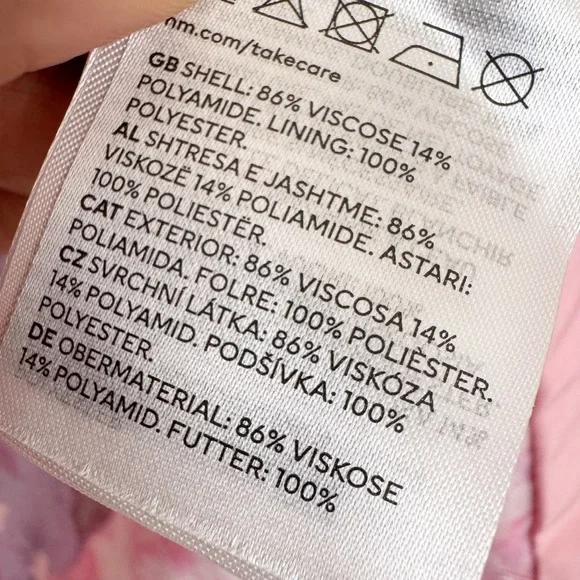 hm.com/takecare
GB SHELL: 86% VISCOSE 14%
POLYAMIDE. LINING: 100%
POLYESTER.
AL SHTRESA E JASHTME: 86%
VISKOZË 14% POLIAMIDE. ASTARI:
100% POLIESTËR.
CAT EXTERIOR: 86% VISCOSA 14%
POLIAMIDA. FOLRE: 100% POLIÈSTER.
CZ SVRCHNÍ LÁTKA: 86% VISKÓZA
14% POLYAMID. PODŠÍVKA: 100%
POLYESTER.
DE OBERMATERIAL: 86% VISKOSE
14% POLYAMID. FUTTER: 100%